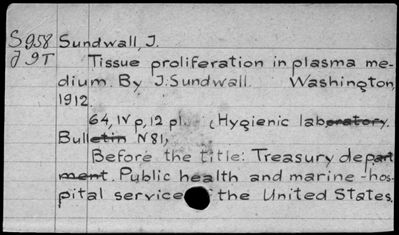 S958 Sundwall, J.
J9T
Tissue proliferation in plasma me-
dium. By J. Sundwall. Washington,
1912.
64, IV p, 12 pl. (Hygienic laboratory.
Bulletin N 81)
Before the title: Treasury depart
ment. Public health and marine-hos-
pital service the United States.